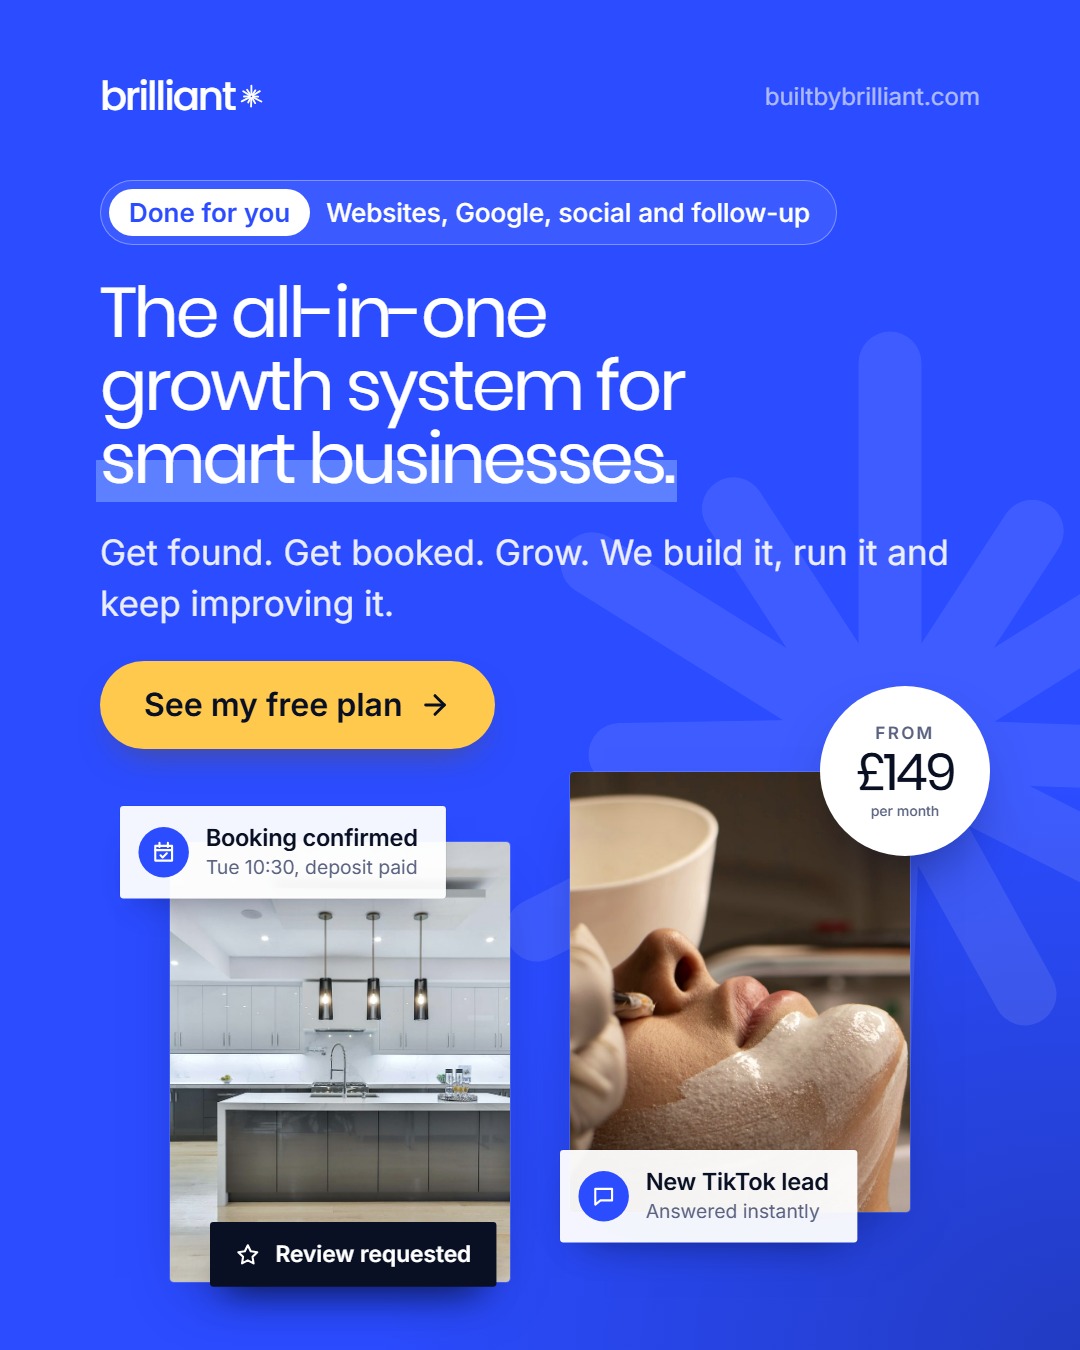 brilliant
builtbybrilliant.com
Done for you
Websites, Google, social and follow-up
The all-in-one
growth system for
smart businesses.
Get found. Get booked. Grow. We build it, run it and
keep improving it.
See my free plan
FROM
£149
per month
Booking confirmed
Tue 10:30, deposit paid
New TikTok lead
Answered instantly
Review requested